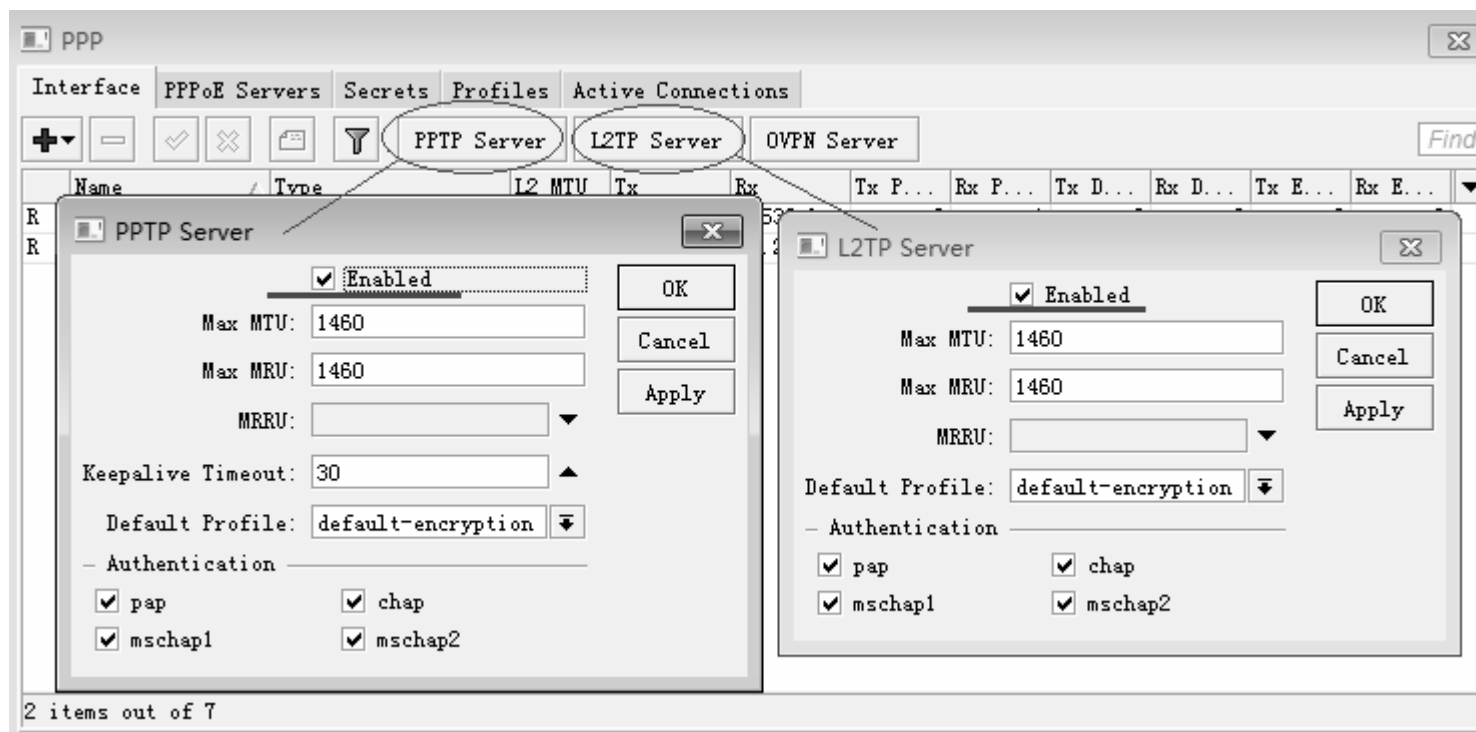 PPP
Interface PPPoE Servers Secrets Profiles Active Connections
PPTP Server L2TP Server OVPN Server Find
Name Type L2 MTU Tx Rx Tx P... Rx P... Tx D... Rx D... Tx E... Rx E...
R
R
PPTP Server
Enabled
OK
Max MTU: 1460
Cancel
Max MRU: 1460
Apply
MRRU:
Keepalive Timeout: 30
Default Profile: default-encryption
Authentication
pap chap
mschap1 mschap2
L2TP Server
Enabled
OK
Max MTU: 1460
Cancel
Max MRU: 1460
Apply
MRRU:
Default Profile: default-encryption
Authentication
pap chap
mschap1 mschap2
2 items out of 7